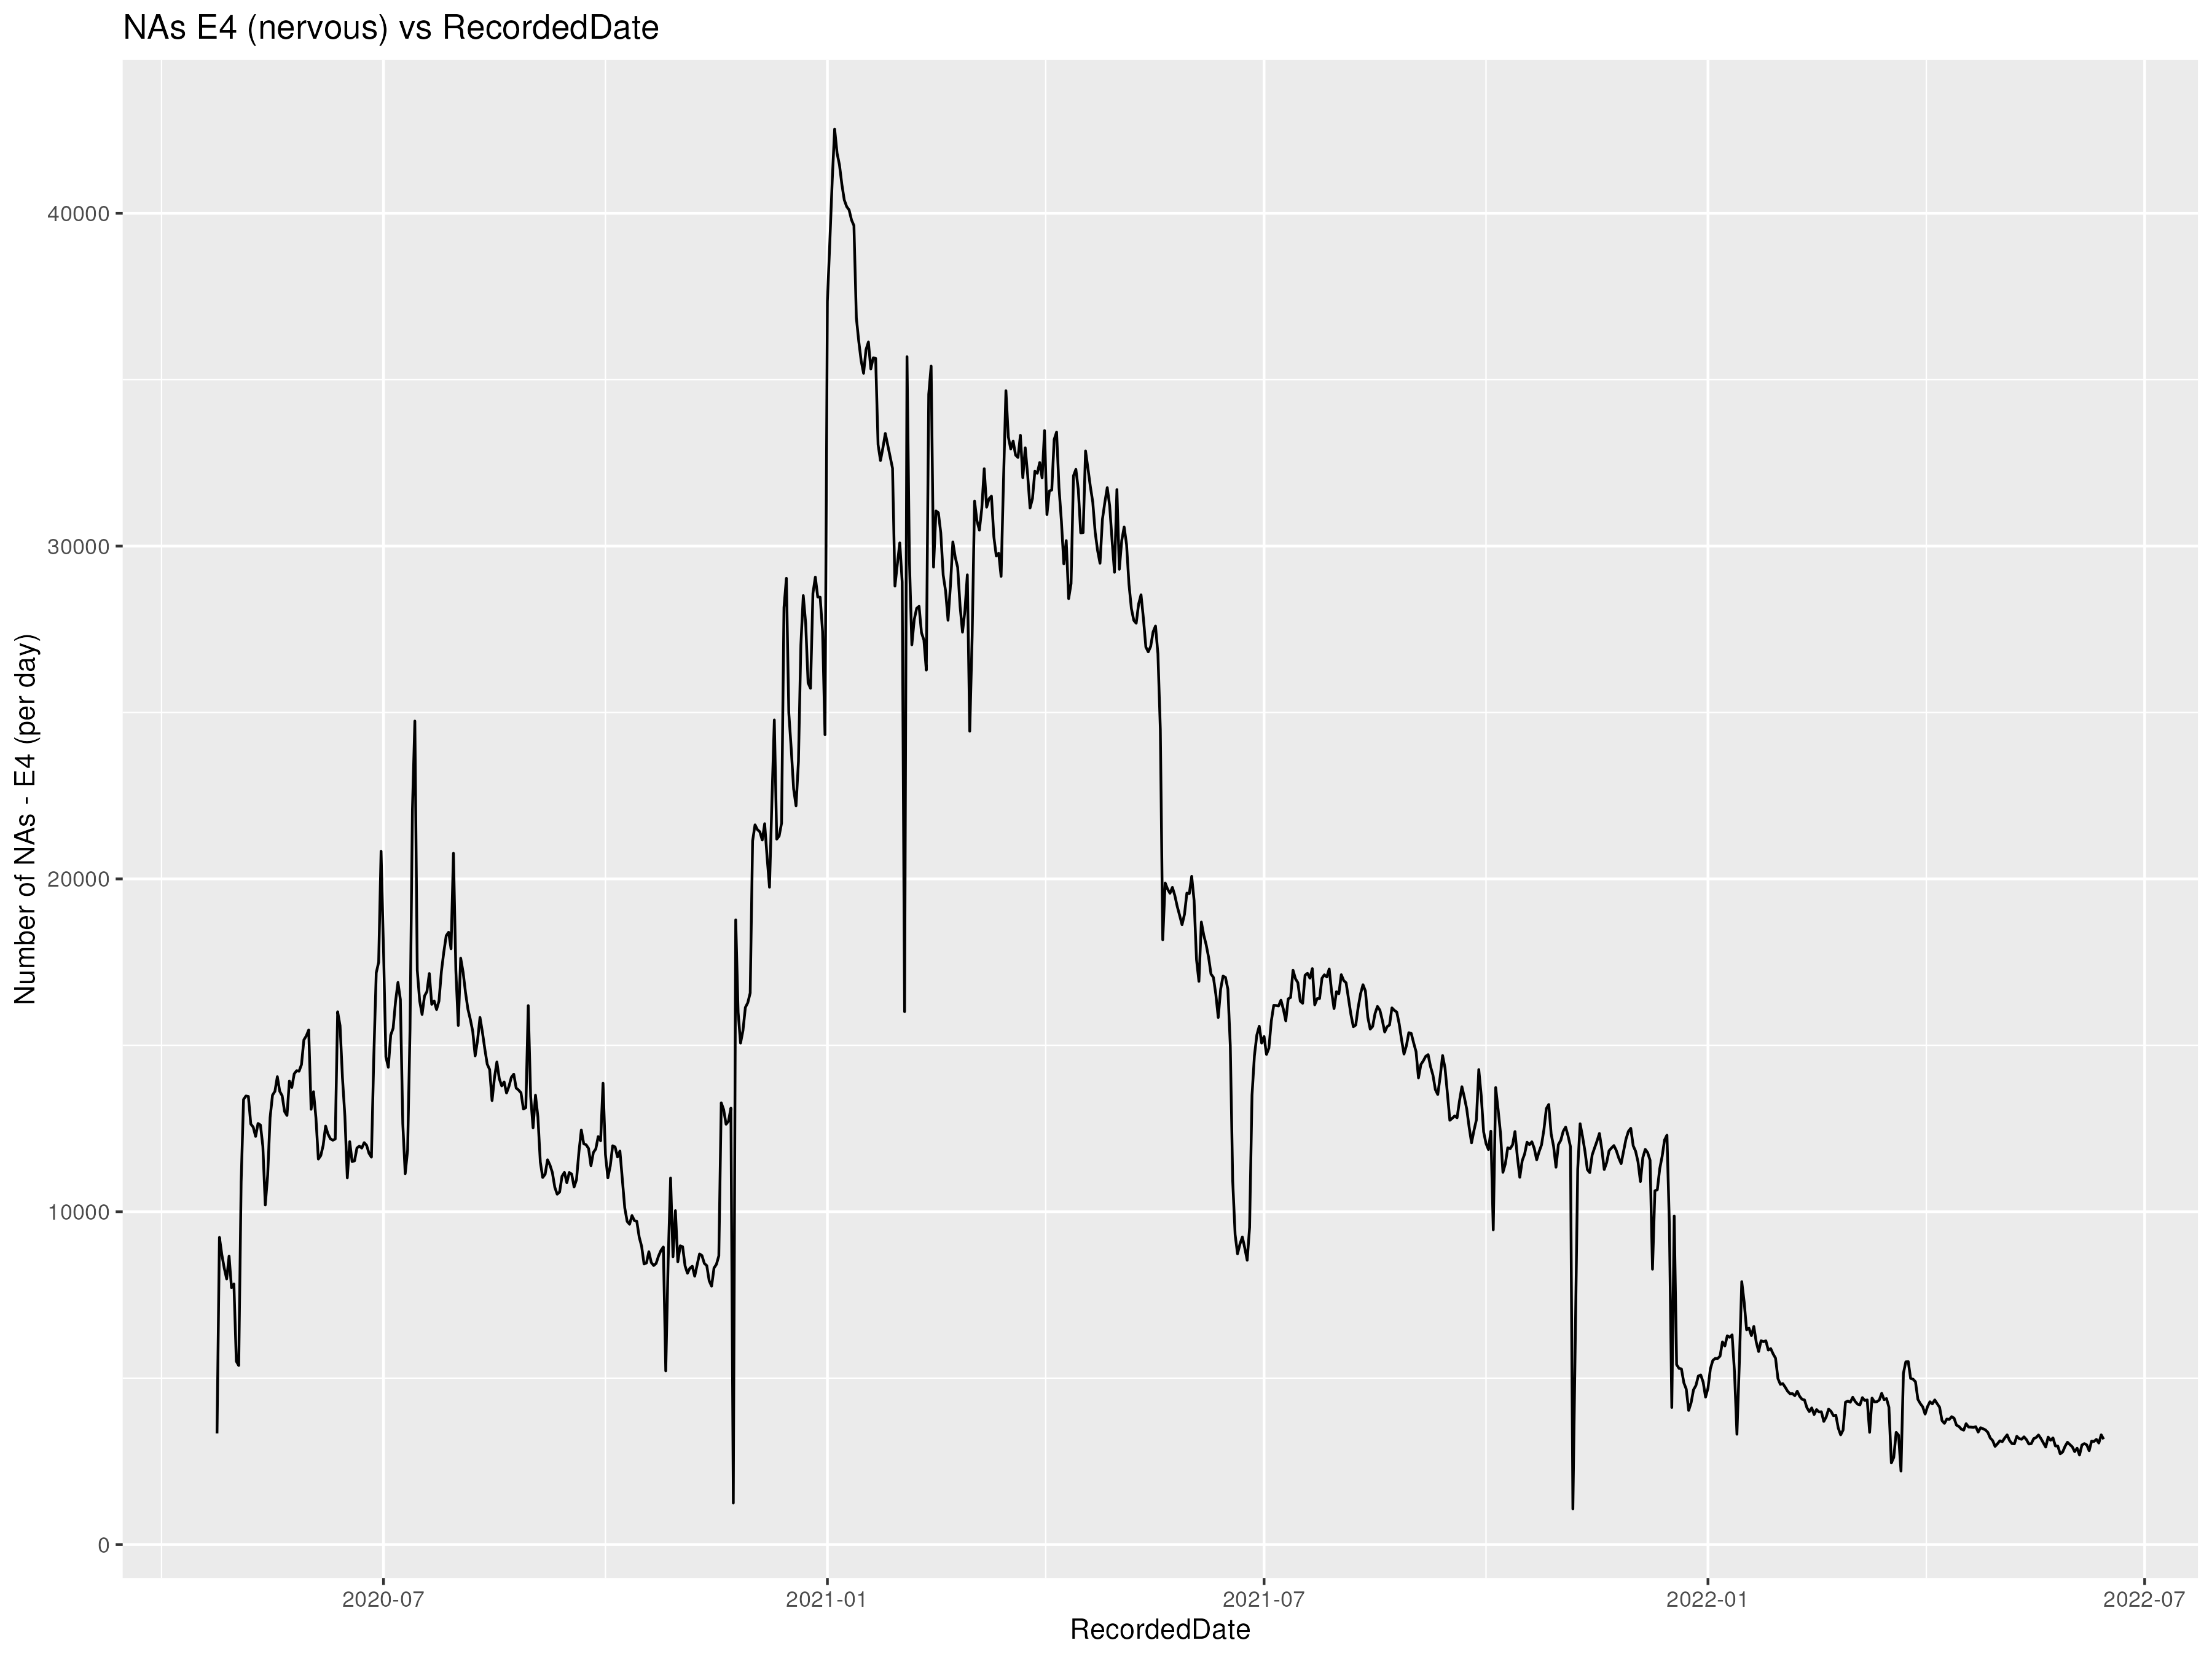 NAs E4 (nervous) vs RecordedDate
Number of NAs - E4 (per day)
40000
30000
20000
10000
0
2020-07 2021-01 2021-07 2022-01 2022-07
RecordedDate